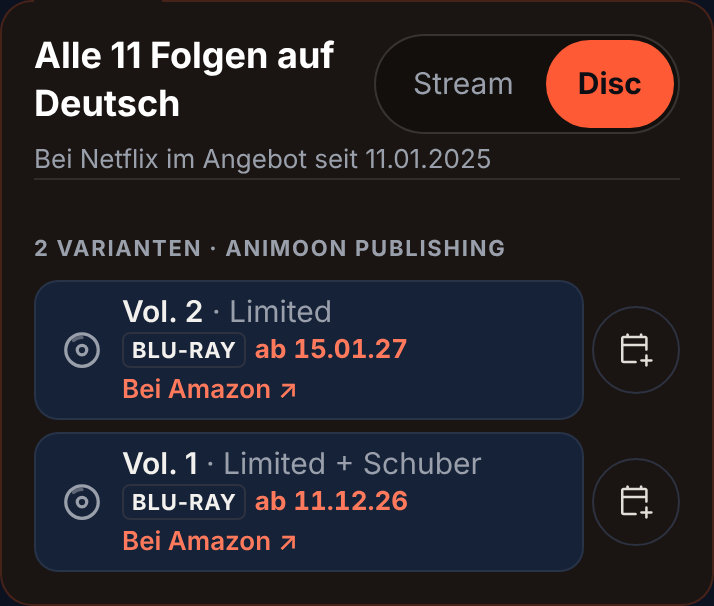 Alle 11 Folgen auf
Deutsch
Stream
Disc
Bei Netflix im Angebot seit 11.01.2025
2 VARIANTEN · ANIMOON PUBLISHING
Vol. 2 · Limited
BLU-RAY ab 15.01.27
Bei Amazon ↗
Vol. 1 · Limited + Schuber
BLU-RAY ab 11.12.26
Bei Amazon ↗